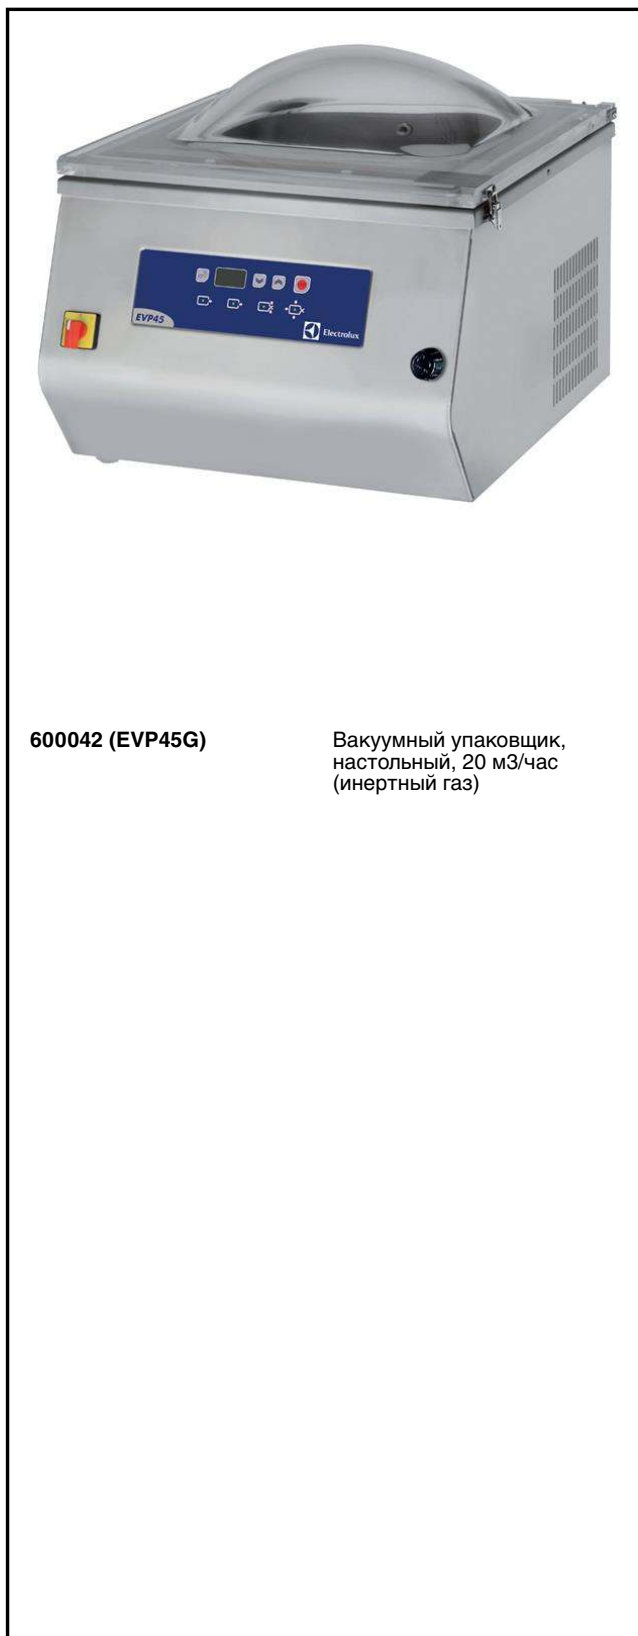 EVP45
Electrolux
600042 (EVP45G)
Вакуумный упаковщик,
настольный, 20 м3/час
(инертный газ)